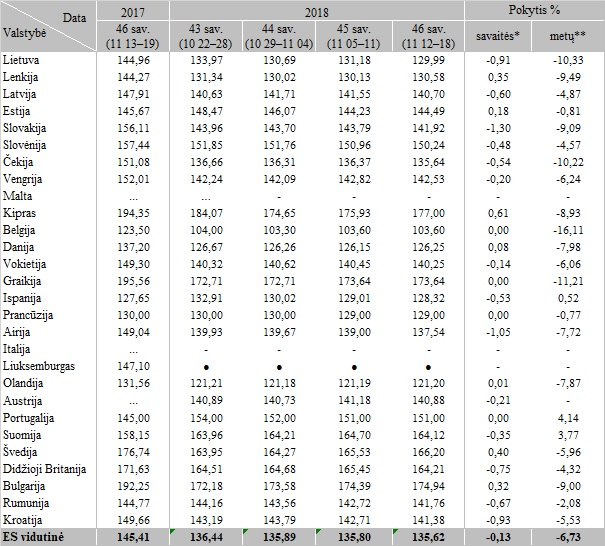 Data 2017 2018 Pokytis %
Valstybė 46 sav. (11 13–19) 43 sav. (10 22–28) 44 sav. (10 29–11 04) 45 sav. (11 05–11) 46 sav. (11 12–18) savaitės* metų**
Lietuva 144,96 133,97 130,69 131,18 129,99 -0,91 -10,33
Lenkija 144,27 131,34 130,02 130,13 130,58 0,35 -9,49
Latvija 147,91 140,63 141,71 141,55 140,70 -0,60 -4,87
Estija 145,67 148,47 146,07 144,23 144,49 0,18 -0,81
Slovakija 156,11 143,96 143,70 143,79 141,92 -1,30 -9,09
Slovėnija 157,44 151,85 151,76 150,96 150,24 -0,48 -4,57
Čekija 151,08 136,66 136,31 136,37 135,64 -0,54 -10,22
Vengrija 152,01 142,24 142,09 142,82 142,53 -0,20 -6,24
Malta ... ... - - - - -
Kipras 194,35 184,07 174,65 175,93 177,00 0,61 -8,93
Belgija 123,50 104,00 103,30 103,60 103,60 0,00 -16,11
Danija 137,20 126,67 126,26 126,15 126,25 0,08 -7,98
Vokietija 149,30 140,32 140,62 140,45 140,25 -0,14 -6,06
Graikija 195,56 172,71 172,71 173,64 173,64 0,00 -11,21
Ispanija 127,65 132,91 130,02 129,01 128,32 -0,53 0,52
Prancūzija 130,00 130,00 130,00 129,00 129,00 0,00 -0,77
Airija 149,04 139,93 139,67 139,00 137,54 -1,05 -7,72
Italija ... - - - - - -
Liuksemburgas 147,10 ● ● ● ● - -
Olandija 131,56 121,21 121,18 121,19 121,20 0,01 -7,87
Austrija ... 140,89 140,73 141,18 140,88 -0,21 -
Portugalija 145,00 154,00 152,00 151,00 151,00 0,00 4,14
Suomija 158,15 163,96 164,21 164,70 164,12 -0,35 3,77
Švedija 176,74 163,95 164,27 165,53 166,20 0,40 -5,96
Didžioji Britanija 171,63 164,51 164,68 165,45 164,21 -0,75 -4,32
Bulgarija 192,25 172,18 173,58 174,39 174,94 0,32 -9,00
Rumunija 144,77 144,16 143,56 142,72 141,76 -0,67 -2,08
Kroatija 149,66 143,19 143,79 142,71 141,38 -0,93 -5,53
ES vidutinė 145,41 136,44 135,89 135,80 135,62 -0,13 -6,73